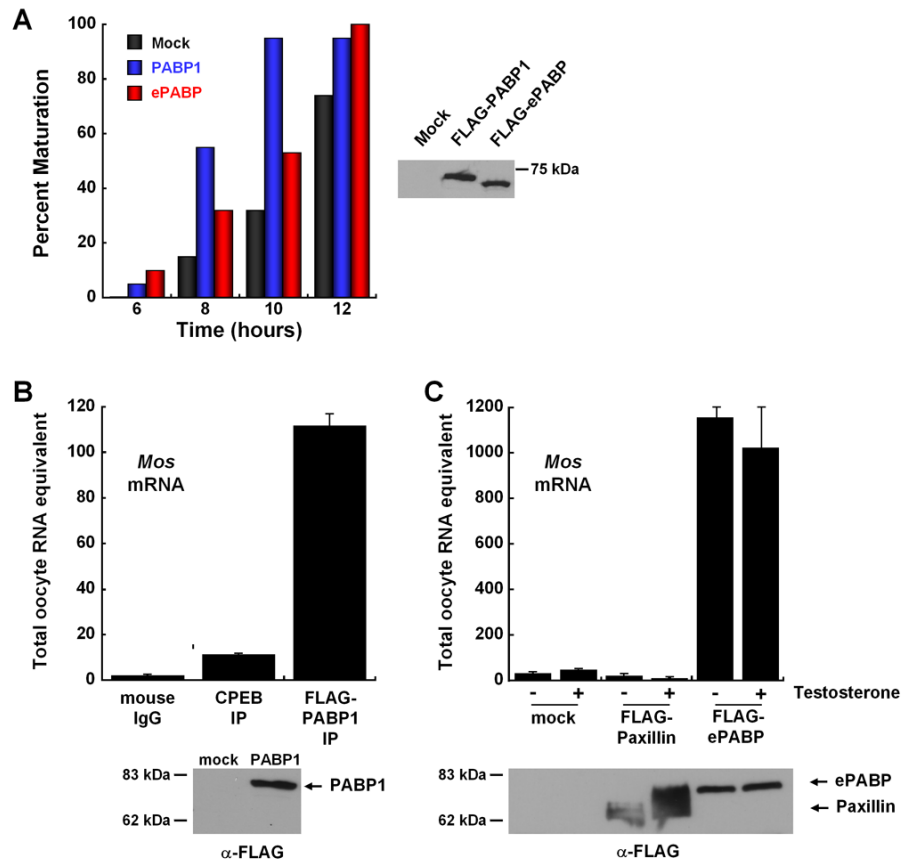 A
100
80
60
40
20
0
Percent Maturation
Mock
PABP1
ePABP
6 8 10 12
Time (hours)
Mock
FLAG-PABP1
FLAG-ePABP
75 kDa
B
120
100
80
60
40
20
0
Total oocyte RNA equivalent
Mos
mRNA
mouse
IgG
CPEB
IP
FLAG-
PABP1
IP
mock PABP1
83 kDa
62 kDa
PABP1
α-FLAG
C
1200
1000
800
600
400
200
0
Total oocyte RNA equivalent
Mos
mRNA
- + - + - + Testosterone
mock
FLAG-
Paxillin
FLAG-
ePABP
83 kDa
62 kDa
ePABP
Paxillin
α-FLAG